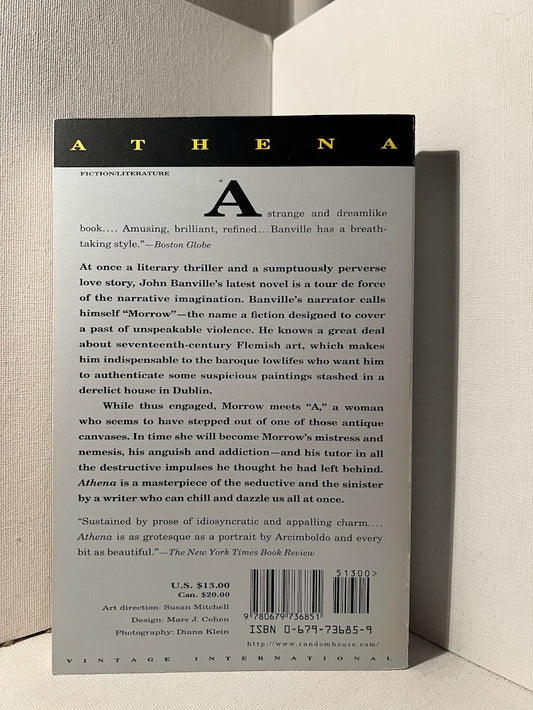 ATHENA
FICTION/LITERATURE
“A strange and dreamlike
book.... Amusing, brilliant, refined...Banville has a breath-
taking style.”—Boston Globe
At once a literary thriller and a sumptuously perverse
love story, John Banville's latest novel is a tour de force
of the narrative imagination. Banville's narrator calls
himself “Morrow”—the name a fiction designed to cover
a past of unspeakable violence. He knows a great deal
about seventeenth-century Flemish art, which makes
him indispensable to the baroque lowlifes who want him
to authenticate some suspicious paintings stashed in a
derelict house in Dublin.
While thus engaged, Morrow meets “A,” a woman
who seems to have stepped out of one of those antique
canvases. In time she will become Morrow's mistress and
nemesis, his anguish and addiction—and his tutor in all
the destructive impulses he thought he had left behind.
Athena is a masterpiece of the seductive and the sinister
by a writer who can chill and dazzle us all at once.
“Sustained by prose of idiosyncratic and appalling charm....
Athena is as grotesque as a portrait by Arcimboldo and every
bit as beautiful.”—The New York Times Book Review
U.S. $13.00
Can. $20.00
Art direction: Susan Mitchell
Design: Marc J. Cohen
Photography: Diana Klein
51300>
9 780679 736851
ISBN 0-679-73685-9
http://www.randomhouse.com/
VINTAGE INTERNATIONAL